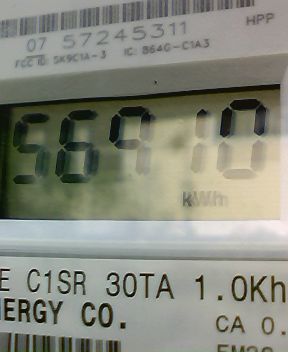 HPP
07 57245311
FCC ID: SK9C1A-3 IC: 864G-C1A3
56910
kWh
E C1SR 30TA 1.0Kh
NERGY CO.
CA 0.